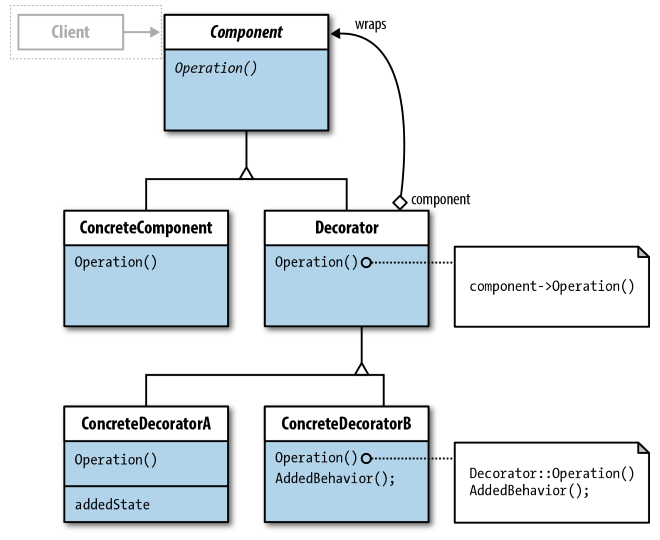 Client
Component
wraps
Operation()
component
ConcreteComponent
Decorator
Operation()
Operation()
component->Operation()
ConcreteDecoratorA
ConcreteDecoratorB
Operation()
addedState
Operation()
AddedBehavior();
Decorator::Operation()
AddedBehavior();